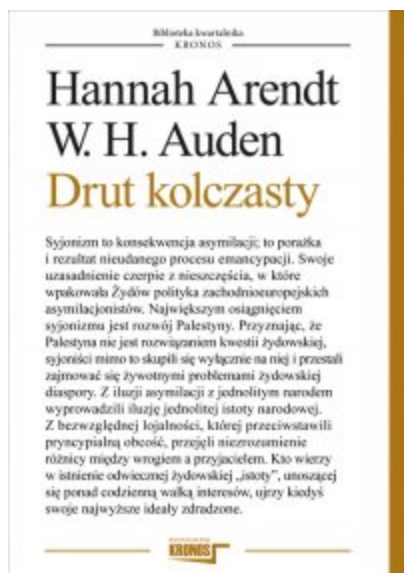 Biblioteka kwartalnika
KRONOS
Hannah Arendt
W. H. Auden
Drut kolczasty
Syjonizm to konsekwencja asymilacji; to porażka
i rezultat nieudanego procesu emancypacji. Swoje
uzasadnienie czerpie z nieszczęścia, w które
wpakowała Żydów polityka zachodnioeuropejskich
asymilacjonistów. Największym osiągnięciem
syjonizmu jest rozwój Palestyny. Przyznając, że
Palestyna nie jest rozwiązaniem kwestii żydowskiej,
syjoniści mimo to skupili się wyłącznie na niej i przestali
zajmować się żywotnymi problemami żydowskiej
diaspory. Z iluzji asymilacji z jednolitym narodem
wyprowadzili iluzję jednolitej istoty narodowej.
Z bezwzględnej lojalności, której przeciwstawili
pryncypialną obcość, przejęli niezrozumienie
różnicy między wrogiem a przyjacielem. Kto wierzy
w istnienie odwiecznej żydowskiej „istoty”, unoszącej
się ponad codzienną walką interesów, ujrzy kiedyś
swoje najwyższe ideały zdradzone.
KRONOS